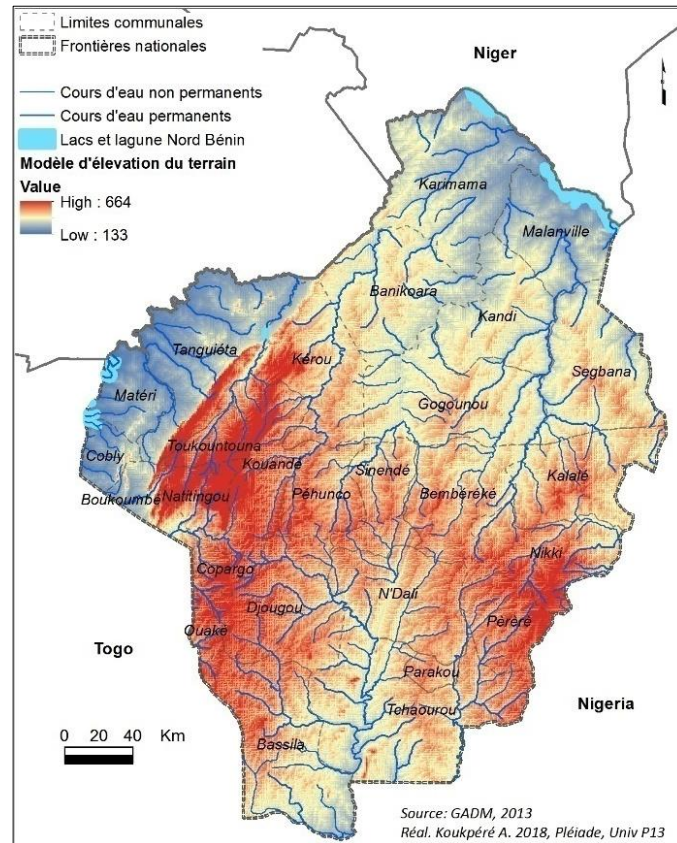 Limites communales
Frontières nationales
Cours d'eau non permanents
Cours d'eau permanents
Lacs et lagune Nord Bénin
Modèle d'élevation du terrain
Value
High : 664
Low : 133
Niger
Karimama
Malanville
Banikoara
Kandi
Tanguiéta
Kérou
Segbana
Matéri
Gogounou
Toukountouna
Cobly
Kouandé
Sinendé
Kalalé
Boukoumbé
Natitingou
Péhunco
Bembèrèkè
Nikki
Copargo
N'Dali
Djougou
Pèrèrè
Ouaké
Togo
Parakou
Nigeria
Tchaourou
0 20 40 Km
Bassila
Source: GADM, 2013
Réal. Koukpéré A. 2018, Pléiade, Univ P13